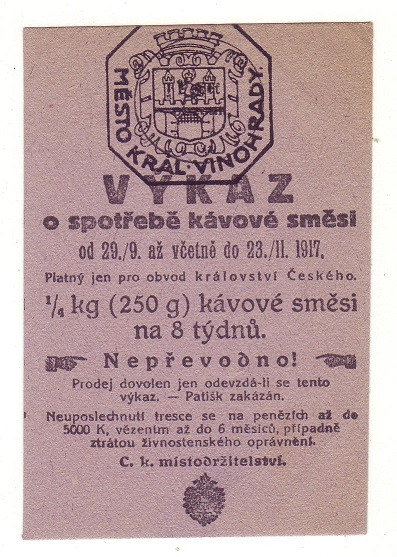 MĚSTO KRÁL. VINOHRADY.
VÝKAZ
o spotřebě kávové směsi
od 29./9. až včetně do 23./11. 1917.
Platný jen pro obvod království Českého.
1/4 kg (250 g) kávové směsi
na 8 týdnů.
Nepřevodno!
Prodej dovolen jen odevzdá-li se tento
výkaz. — Patisk zakázán.
Neuposlechnutí tresce se na penězích až do
5000 K, vězením až do 6 měsíců, případně
ztrátou živnostenského oprávnění.
C. k. místodržitelství.